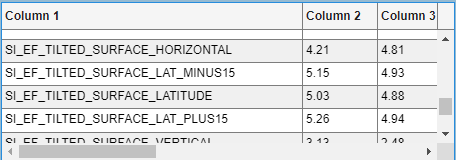 Column 1 Column 2 Column 3
SI_EF_TILTED_SURFACE_HORIZONTAL 4.21 4.81
SI_EF_TILTED_SURFACE_LAT_MINUS15 5.15 4.93
SI_EF_TILTED_SURFACE_LATITUDE 5.03 4.88
SI_EF_TILTED_SURFACE_LAT_PLUS15 5.26 4.94
SI_EF_TILTED_SURFACE_VERTICAL 3.13 2.48